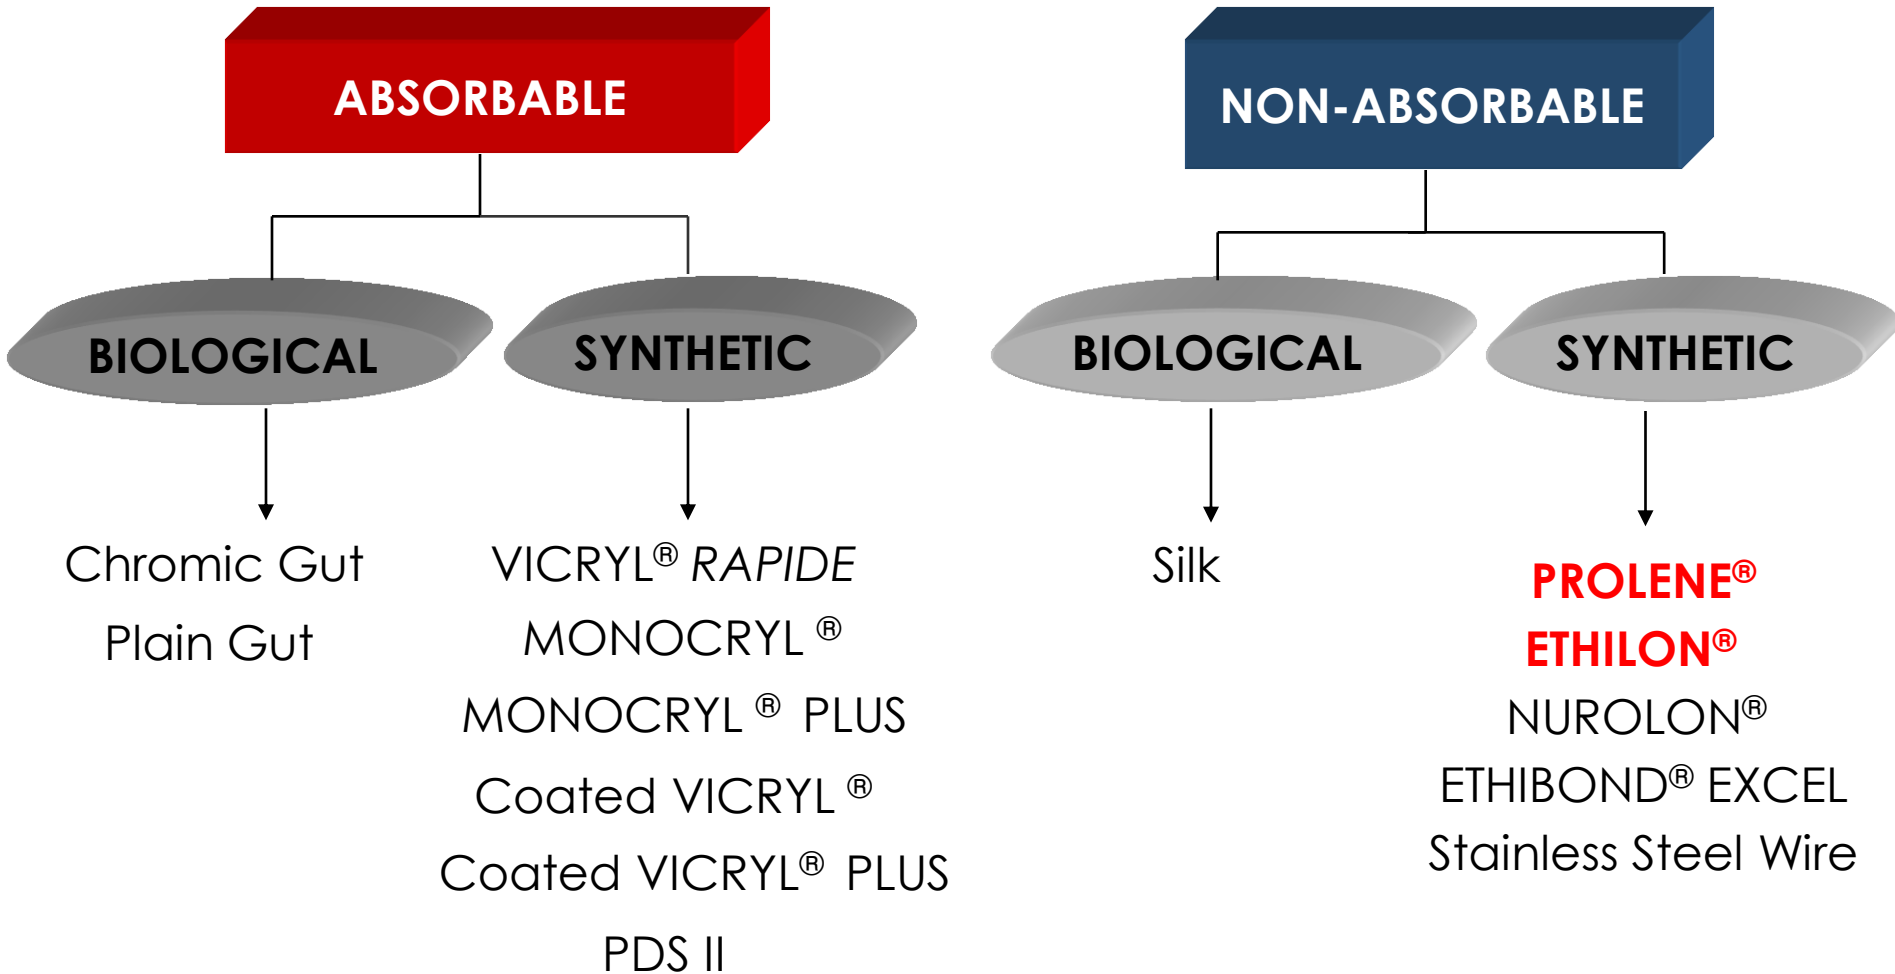 ABSORBABLE
BIOLOGICAL
Chromic Gut
Plain Gut
SYNTHETIC
VICRYL® RAPIDE
MONOCRYL ®
MONOCRYL ® PLUS
Coated VICRYL ®
Coated VICRYL® PLUS
PDS II
NON-ABSORBABLE
BIOLOGICAL
Silk
SYNTHETIC
PROLENE®
ETHILON®
NUROLON®
ETHIBOND® EXCEL
Stainless Steel Wire